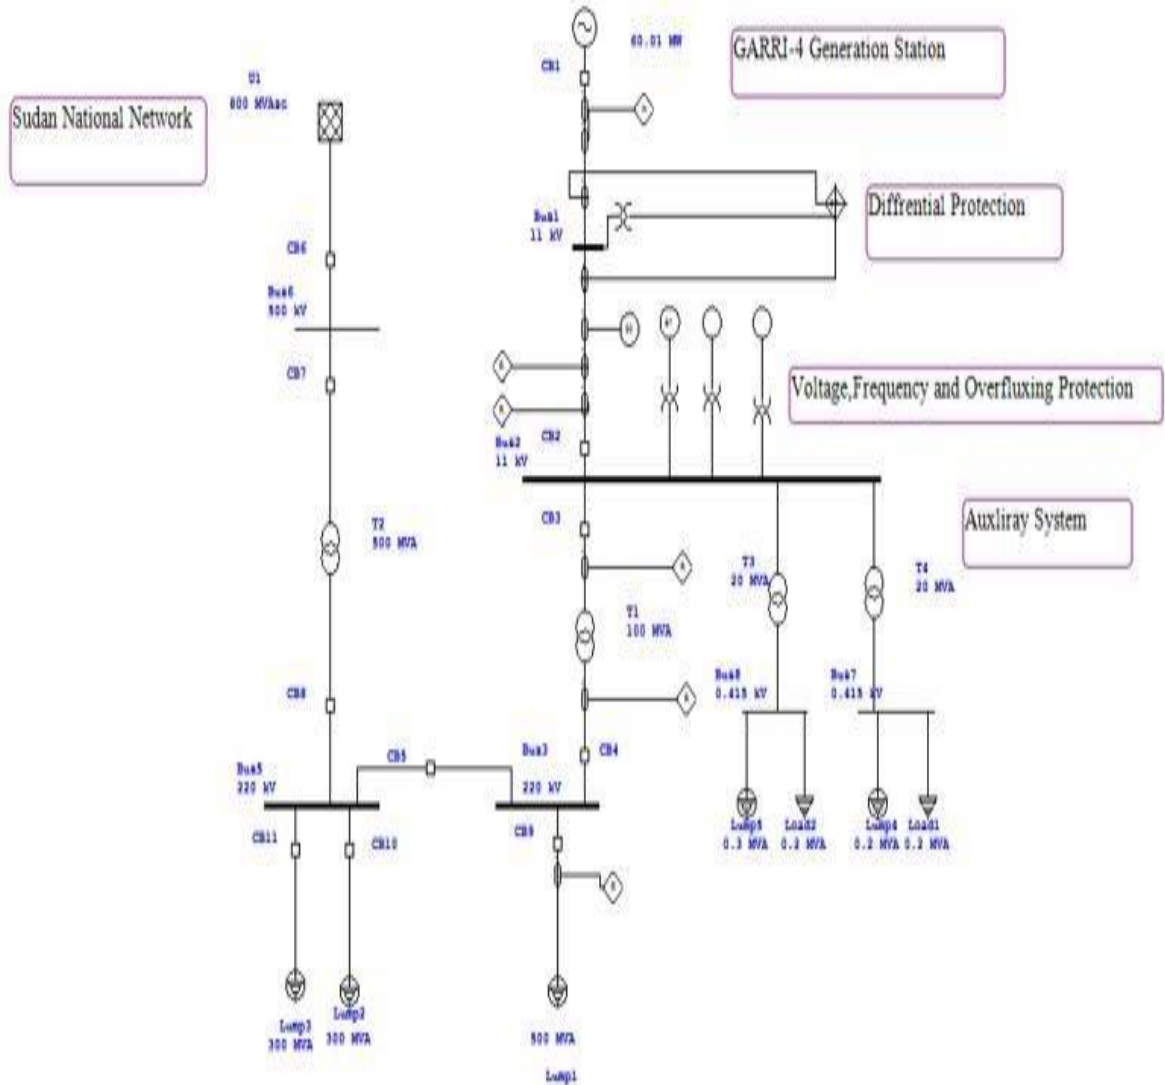 60.01 MW
GARRI-4 Generation Station
CB1
U1
Sudan National Network
Diffrential Protection
Bus1
11 kV
CB6
Bus6
500 kV
CB7
Voltage,Frequency and Overfluxing Protection
CB2
Bus2
11 kV
CB3
Auxliray System
T2
500 MVA
T3
20 MVA
T4
20 MVA
T1
100 MVA
Bus8
0.415 kV
Bus7
0.415 kV
CB8
CB5
Bus3
220 kV
CB4
Bus5
220 kV
CB11
CB10
CB9
Lump5
0.3 MVA
Load2
0.2 MVA
Lump4
0.2 MVA
Load1
0.2 MVA
Lump3
300 MVA
Lump2
300 MVA
500 MVA
Lump1